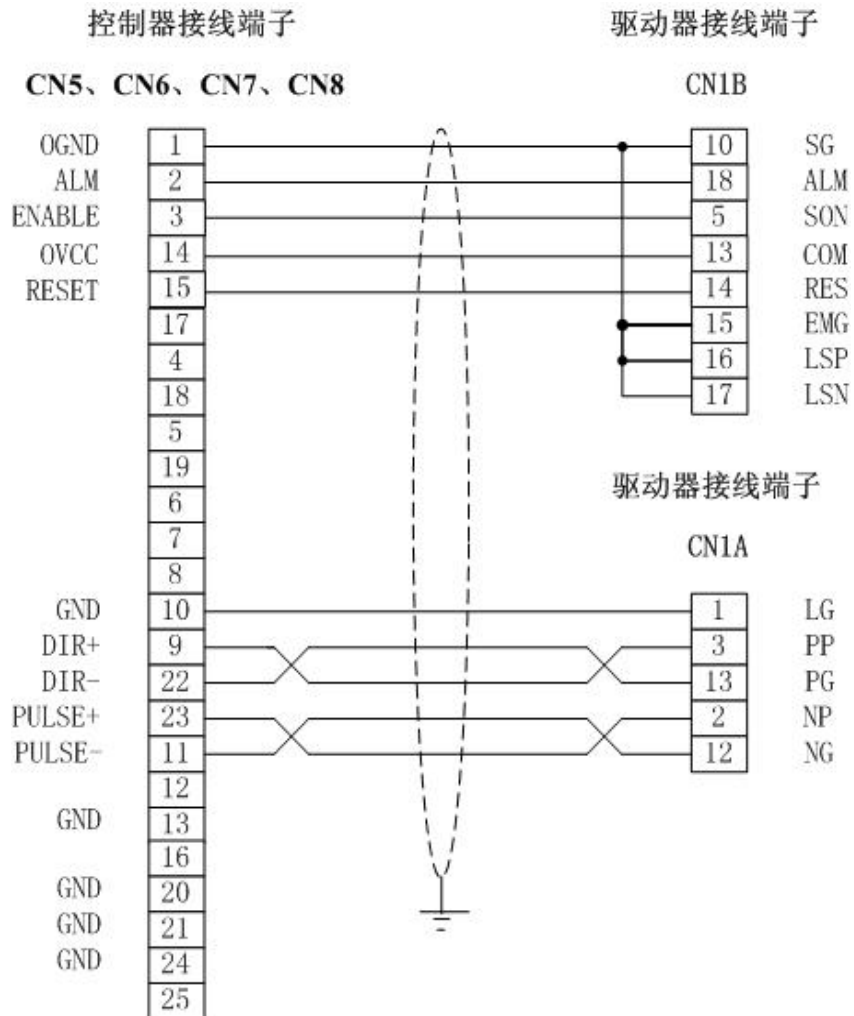 控制器接线端子 驱动器接线端子
CN5、CN6、CN7、CN8 CN1B
OGND 1 10 SG
ALM 2 18 ALM
ENABLE 3 5 SON
OVCC 14 13 COM
RESET 15 14 RES
17 15 EMG
4 16 LSP
18 17 LSN
5
19 驱动器接线端子
6
7 CN1A
8
GND 10 1 LG
DIR+ 9 3 PP
DIR- 22 13 PG
PULSE+ 23 2 NP
PULSE- 11 12 NG
12
GND 13
16
GND 20
GND 21
GND 24
25